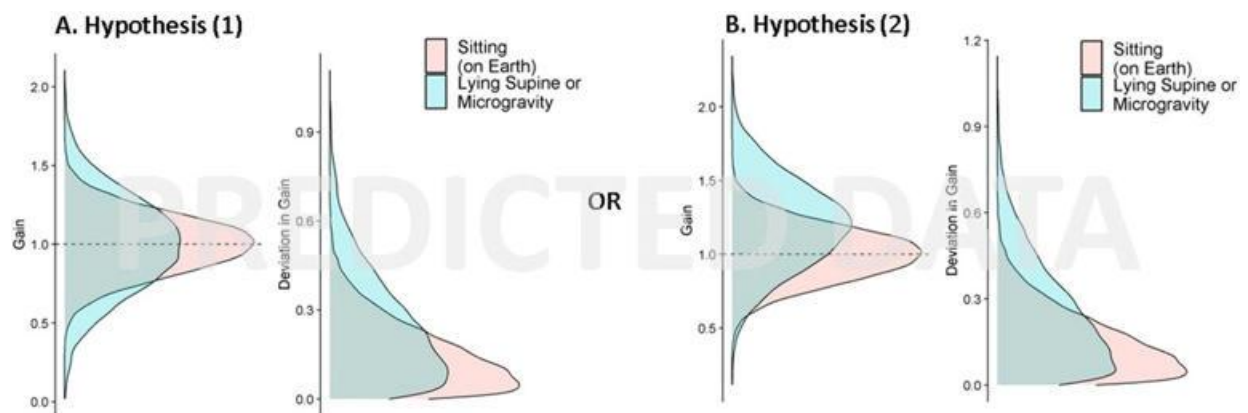 A. Hypothesis (1)
Sitting
(on Earth)
Lying Supine or
Microgravity
Gain
2.0
1.5
1.0
0.5
0.0
Deviation in Gain
0.9
0.6
0.3
0.0
OR
B. Hypothesis (2)
Sitting
(on Earth)
Lying Supine or
Microgravity
Gain
2.0
1.5
1.0
0.5
Deviation in Gain
1.2
0.9
0.6
0.3
0.0
PREDICTED DATA